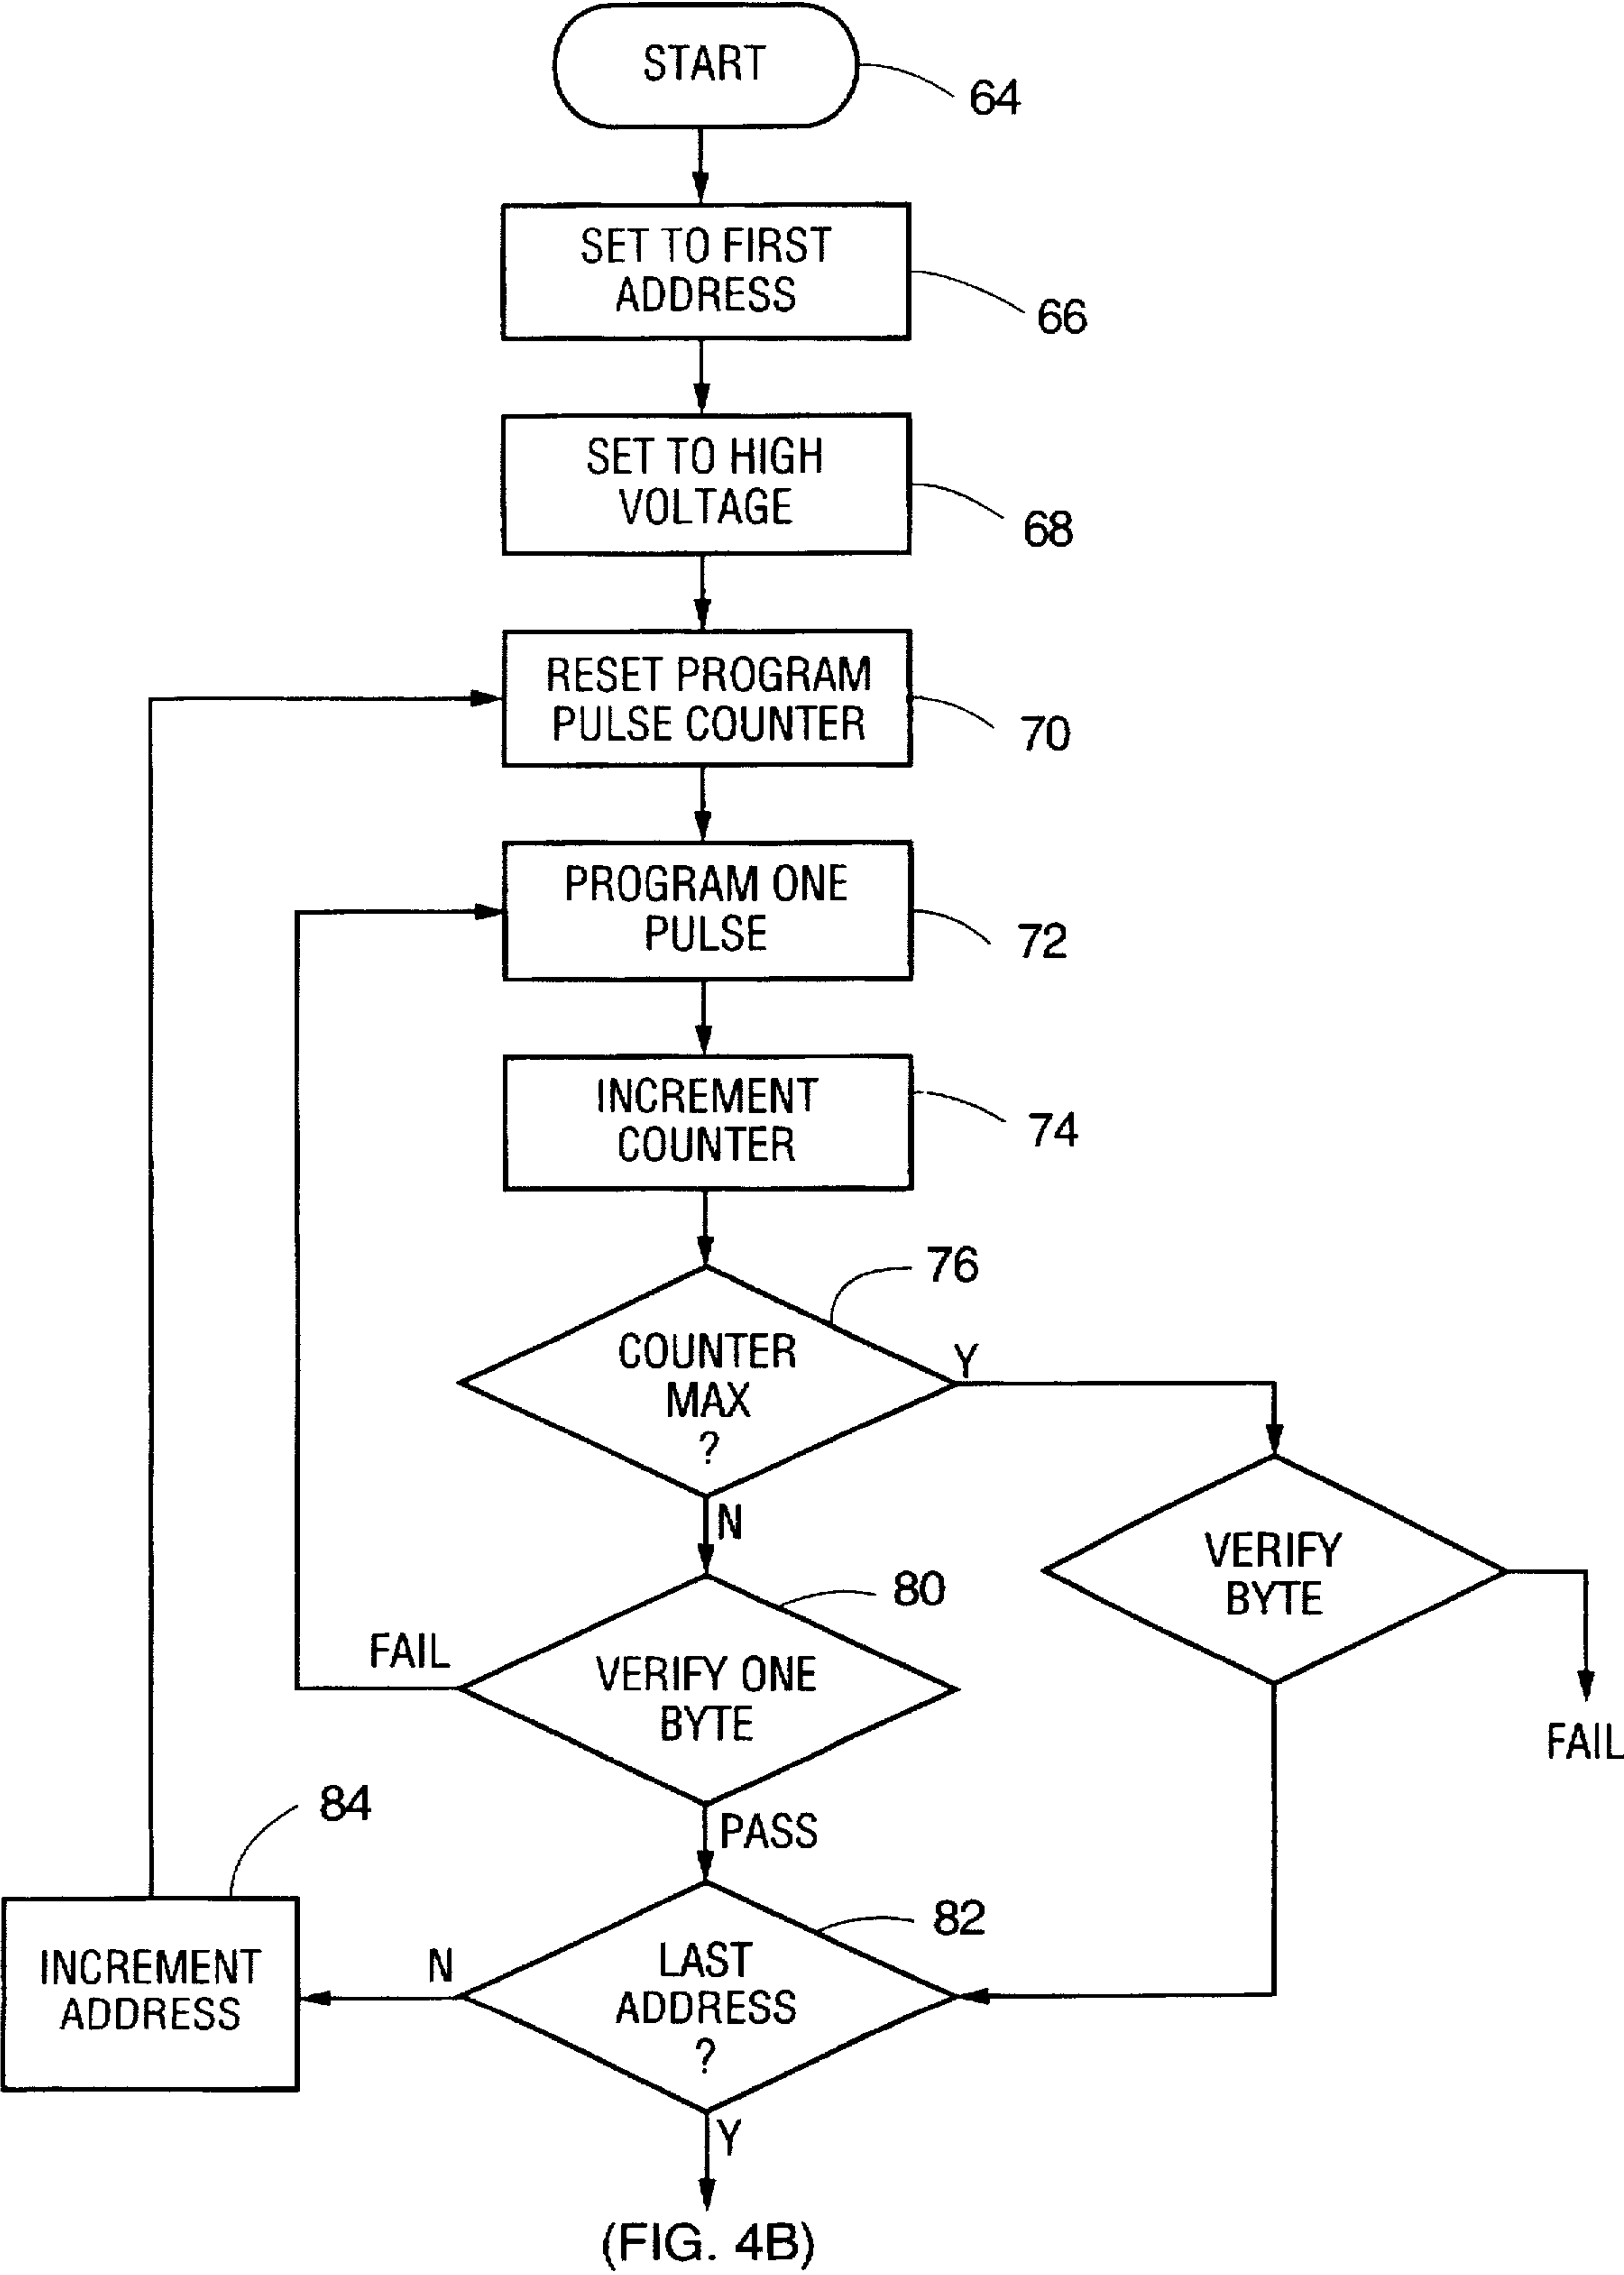 START
64
SET TO FIRST
ADDRESS
66
SET TO HIGH
VOLTAGE
68
RESET PROGRAM
PULSE COUNTER
70
PROGRAM ONE
PULSE
72
INCREMENT
COUNTER
74
76
COUNTER
MAX
?
Y
N
VERIFY
BYTE
FAIL
80
FAIL
VERIFY ONE
BYTE
PASS
84
INCREMENT
ADDRESS
N
82
LAST
ADDRESS
?
Y
(FIG. 4B)